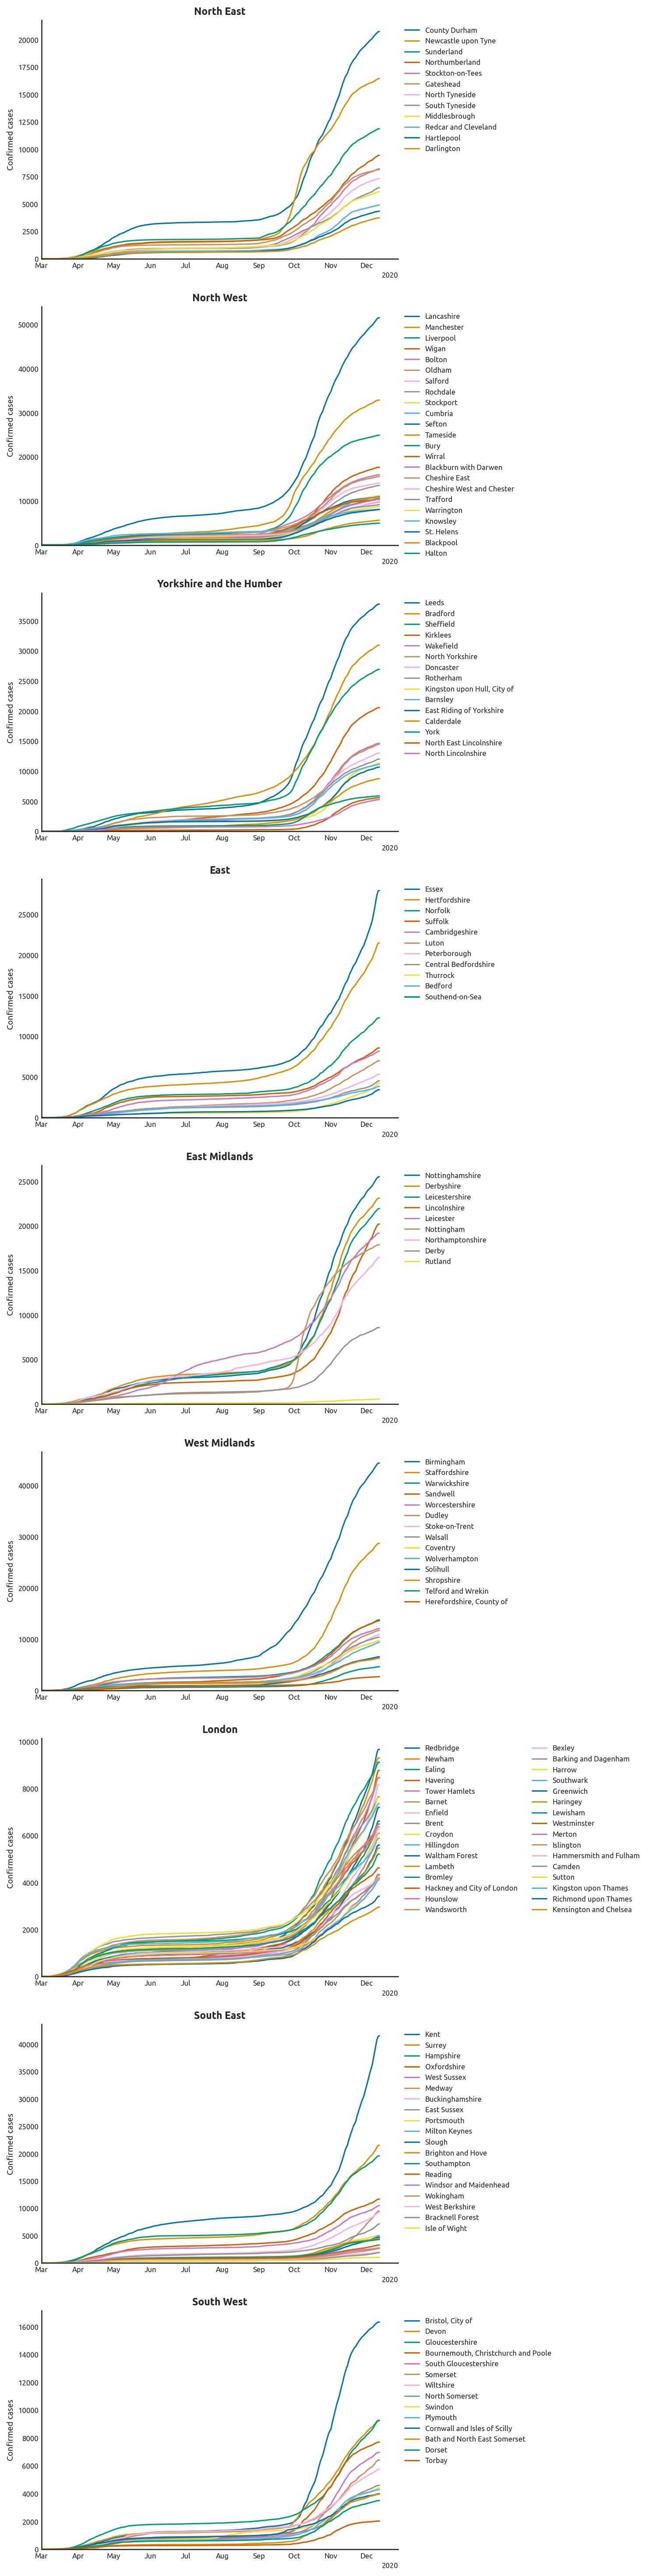 North East
Confirmed cases
20000
17500
15000
12500
10000
7500
5000
2500
0
Mar Apr May Jun Jul Aug Sep Oct Nov Dec
2020
County Durham
Newcastle upon Tyne
Sunderland
Northumberland
Stockton-on-Tees
Gateshead
North Tyneside
South Tyneside
Middlesbrough
Redcar and Cleveland
Hartlepool
Darlington
North West
Confirmed cases
50000
40000
30000
20000
10000
0
Mar Apr May Jun Jul Aug Sep Oct Nov Dec
2020
Lancashire
Manchester
Liverpool
Wigan
Bolton
Oldham
Salford
Rochdale
Stockport
Cumbria
Sefton
Tameside
Bury
Wirral
Blackburn with Darwen
Cheshire East
Cheshire West and Chester
Trafford
Warrington
Knowsley
St. Helens
Blackpool
Halton
Yorkshire and the Humber
Confirmed cases
35000
30000
25000
20000
15000
10000
5000
0
Mar Apr May Jun Jul Aug Sep Oct Nov Dec
2020
Leeds
Bradford
Sheffield
Kirklees
Wakefield
North Yorkshire
Doncaster
Rotherham
Kingston upon Hull, City of
Barnsley
East Riding of Yorkshire
Calderdale
York
North East Lincolnshire
North Lincolnshire
East
Confirmed cases
25000
20000
15000
10000
5000
0
Mar Apr May Jun Jul Aug Sep Oct Nov Dec
2020
Essex
Hertfordshire
Norfolk
Suffolk
Cambridgeshire
Luton
Peterborough
Central Bedfordshire
Thurrock
Bedford
Southend-on-Sea
East Midlands
Confirmed cases
25000
20000
15000
10000
5000
0
Mar Apr May Jun Jul Aug Sep Oct Nov Dec
2020
Nottinghamshire
Derbyshire
Leicestershire
Lincolnshire
Leicester
Nottingham
Northamptonshire
Derby
Rutland
West Midlands
Confirmed cases
40000
30000
20000
10000
0
Mar Apr May Jun Jul Aug Sep Oct Nov Dec
2020
Birmingham
Staffordshire
Warwickshire
Sandwell
Worcestershire
Dudley
Stoke-on-Trent
Walsall
Coventry
Wolverhampton
Solihull
Shropshire
Telford and Wrekin
Herefordshire, County of
London
Confirmed cases
10000
8000
6000
4000
2000
0
Mar Apr May Jun Jul Aug Sep Oct Nov Dec
2020
Redbridge
Newham
Ealing
Havering
Tower Hamlets
Barnet
Enfield
Brent
Croydon
Hillingdon
Waltham Forest
Lambeth
Bromley
Hackney and City of London
Hounslow
Wandsworth
Bexley
Barking and Dagenham
Harrow
Southwark
Greenwich
Haringey
Lewisham
Westminster
Merton
Islington
Hammersmith and Fulham
Camden
Sutton
Kingston upon Thames
Richmond upon Thames
Kensington and Chelsea
South East
Confirmed cases
40000
35000
30000
25000
20000
15000
10000
5000
0
Mar Apr May Jun Jul Aug Sep Oct Nov Dec
2020
Kent
Surrey
Hampshire
Oxfordshire
West Sussex
Medway
Buckinghamshire
East Sussex
Portsmouth
Milton Keynes
Slough
Brighton and Hove
Southampton
Reading
Windsor and Maidenhead
Wokingham
West Berkshire
Bracknell Forest
Isle of Wight
South West
Confirmed cases
16000
14000
12000
10000
8000
6000
4000
2000
0
Mar Apr May Jun Jul Aug Sep Oct Nov Dec
2020
Bristol, City of
Devon
Gloucestershire
Bournemouth, Christchurch and Poole
South Gloucestershire
Somerset
Wiltshire
North Somerset
Swindon
Plymouth
Cornwall and Isles of Scilly
Bath and North East Somerset
Dorset
Torbay